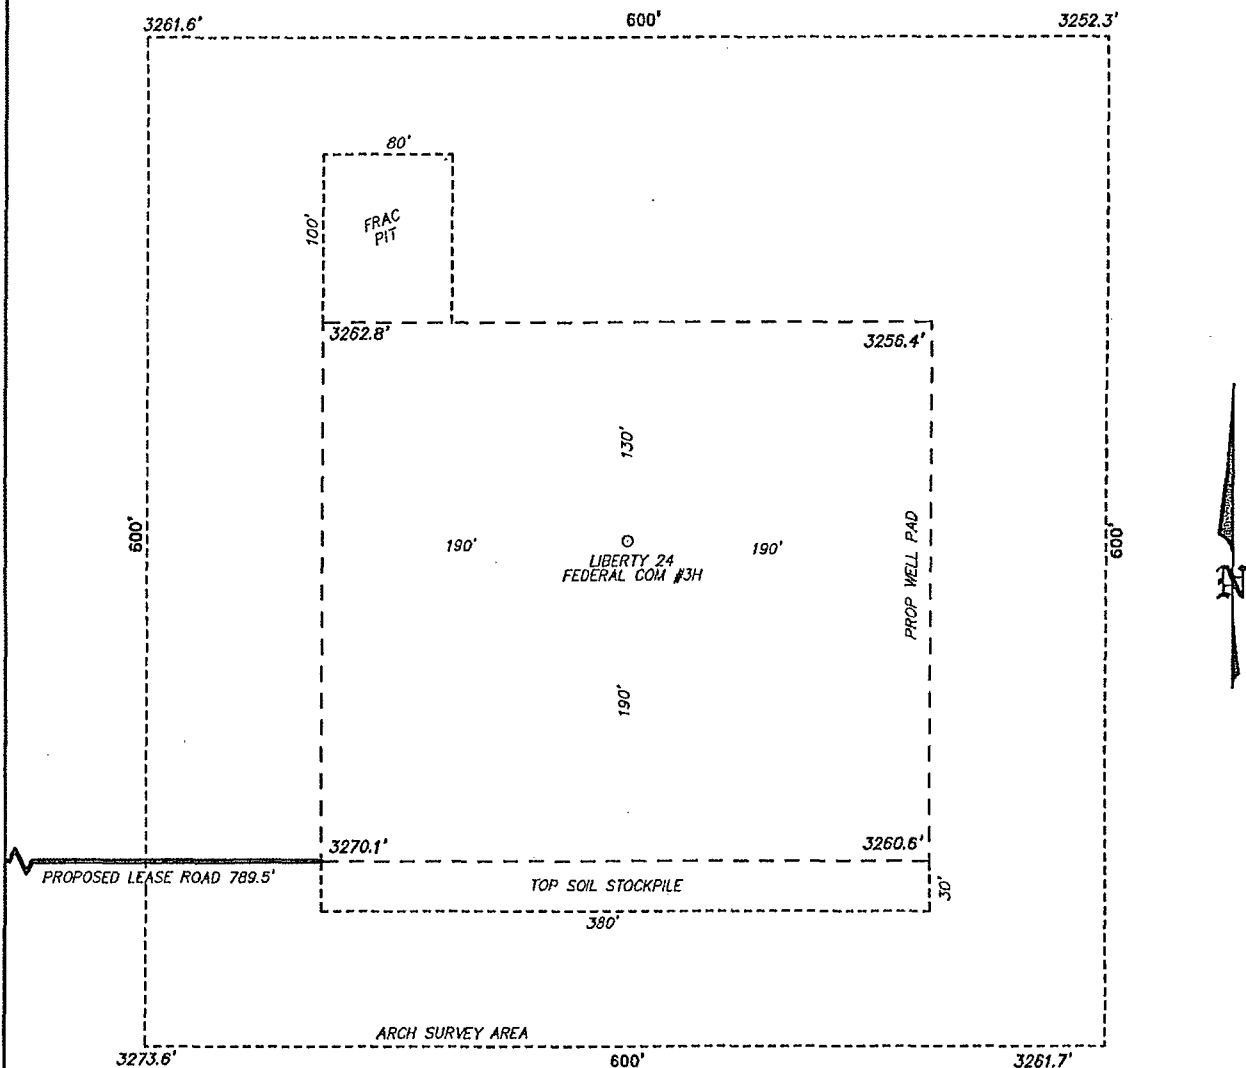 3261.6'
600'
3252.3'
80'
100'
FRAC
PIT
3262.8'
3256.4'
130'
600'
190'
LIBERTY 24
FEDERAL COM #3H
190'
PROP WELL PAD
600'
N
190'
3270.1'
3260.6'
PROPOSED LEASE ROAD 789.5'
TOP SOIL STOCKPILE
30'
380'
ARCH SURVEY AREA
3273.6'
600'
3261.7'